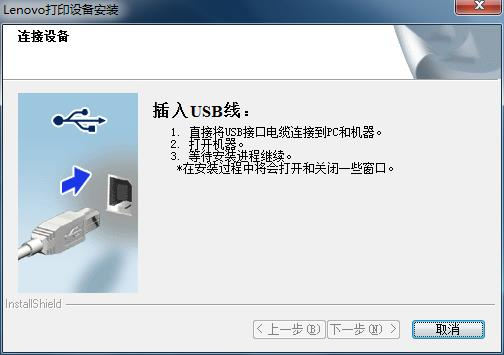 Lenovo打印设备安装
连接设备
插入USB线：
1. 直接将USB接口电缆连接到PC和机器。
2. 打开机器。
3. 等待安装进程继续。
*在安装过程中将会打开和关闭一些窗口。
InstallShield
< 上一步(B) 下一步(N) > 取消